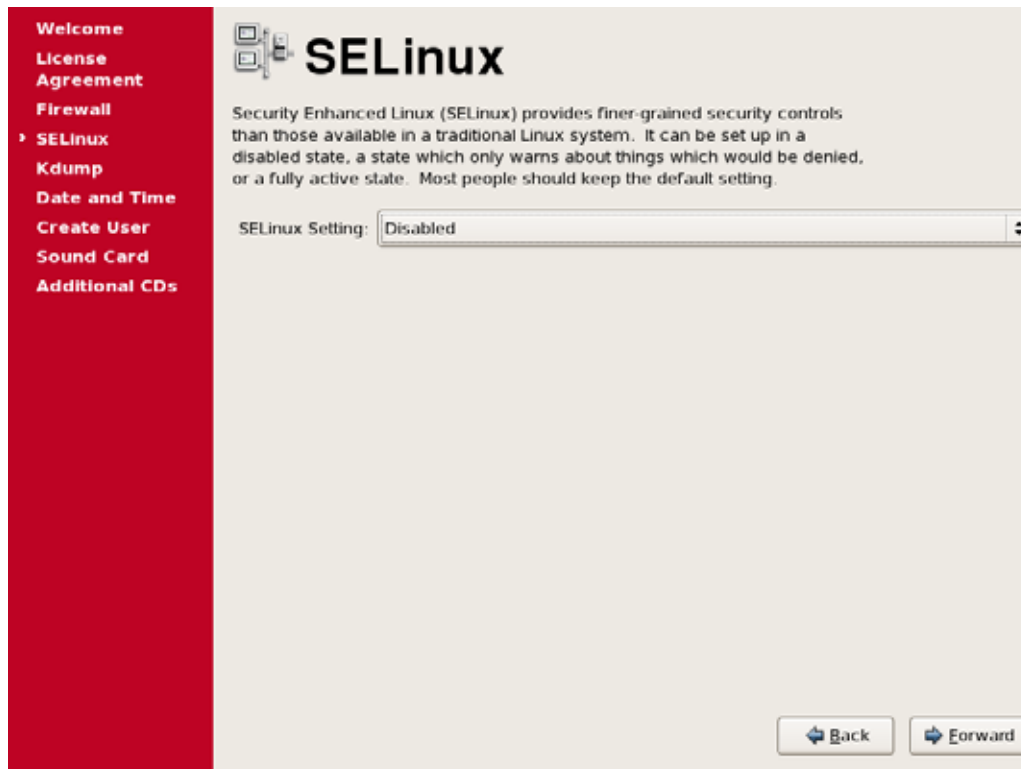 Welcome
License
Agreement
Firewall
SELinux
Kdump
Date and Time
Create User
Sound Card
Additional CDs
SELinux
Security Enhanced Linux (SELinux) provides finer-grained security controls
than those available in a traditional Linux system. It can be set up in a
disabled state, a state which only warns about things which would be denied,
or a fully active state. Most people should keep the default setting.
SELinux Setting: Disabled
Back Forward